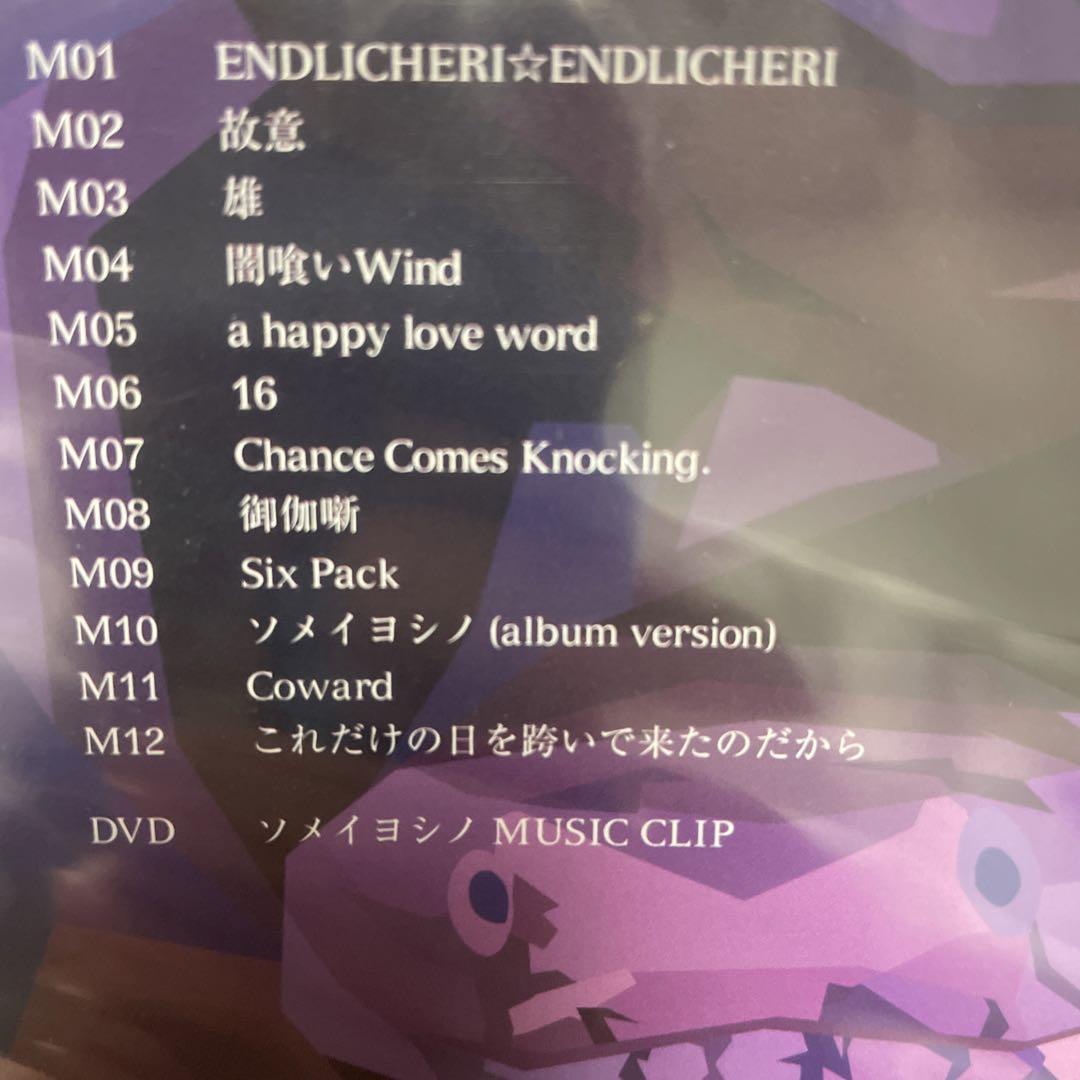 M01 ENDLICHERI☆ENDLICHERI
M02 故意
M03 雄
M04 闇喰いWind
M05 a happy love word
M06 16
M07 Chance Comes Knocking.
M08 御伽噺
M09 Six Pack
M10 ソメイヨシノ (album version)
M11 Coward
M12 これだけの日を跨いで来たのだから
DVD ソメイヨシノ MUSIC CLIP